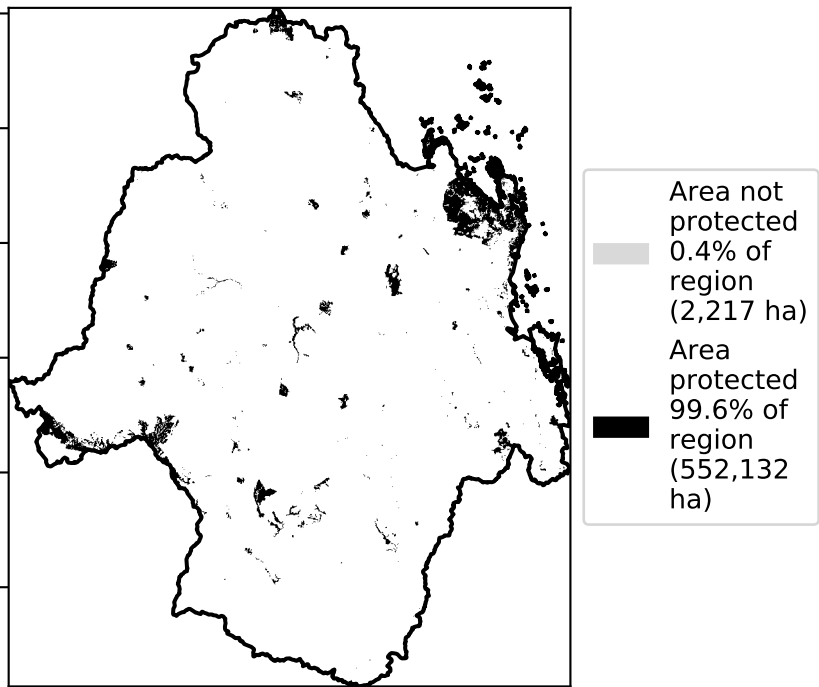 Area not
protected
0.4% of
region
(2,217 ha)
Area
protected
99.6% of
region
(552,132
ha)